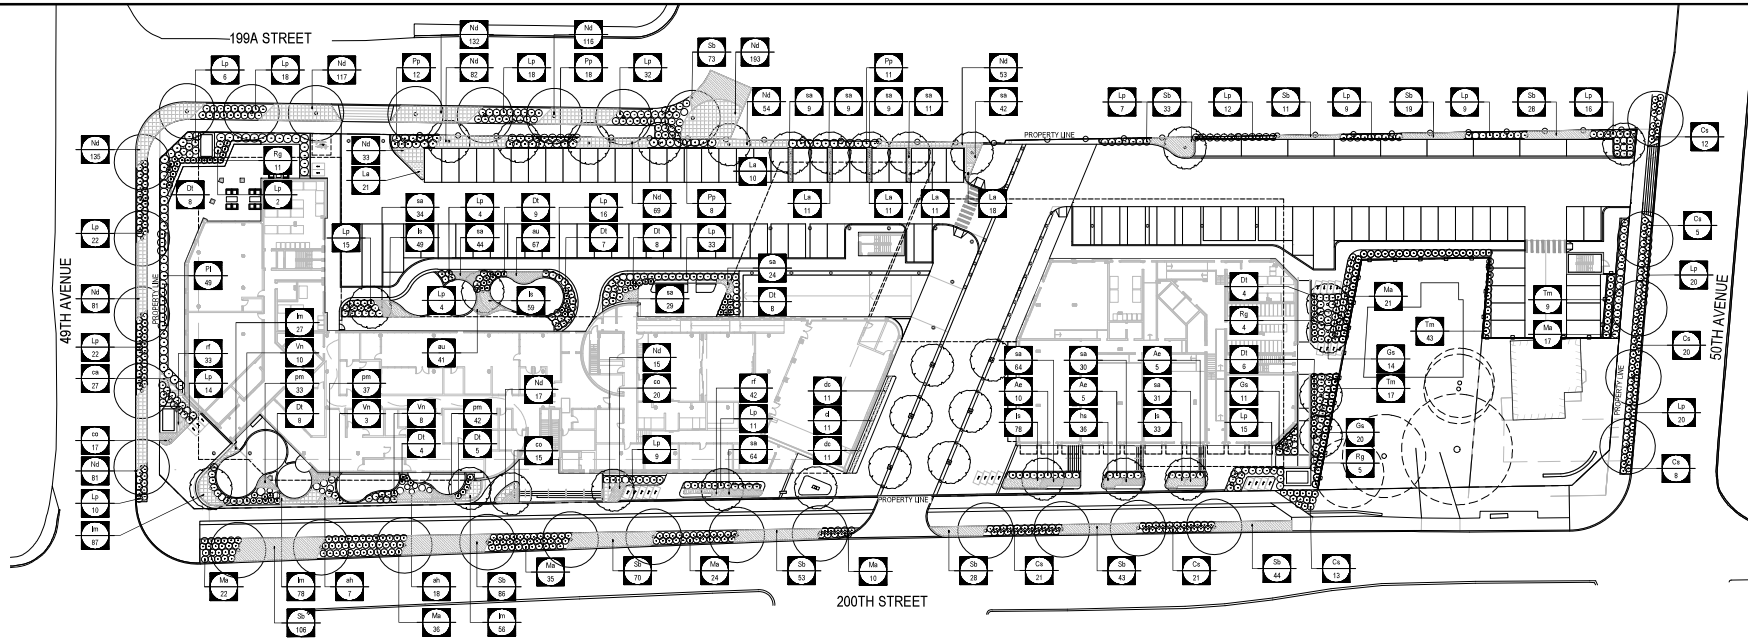 199A STREET
Nd
132
Nd
116
Lp
6
Lp
18
Nd
117
Pp
12
Nd
82
Lp
18
Pp
18
Lp
32
Sb
73
Nd
193
Pp
11
Nd
53
Nd
54
sa
9
sa
9
sa
9
sa
11
sa
42
Lp
7
Sb
33
Lp
12
Sb
11
Lp
9
Sb
19
Lp
9
Sb
28
Lp
16
PROPERTY LINE
Cs
12
Nd
135
Rg
11
Nd
33
La
21
La
10
Dt
8
Lp
2
sa
34
Lp
4
Dt
9
Lp
16
Nd
69
Pp
8
La
11
La
11
La
11
La
18
Lp
22
Lp
15
ls
49
sa
44
au
67
Dt
7
Dt
8
Lp
33
Cs
5
49TH AVENUE
PROPERTY LINE
Pl
49
sa
24
Lp
20
Nd
81
Lp
4
ls
59
sa
29
Dt
8
Dt
4
Ma
21
Tm
9
50TH AVENUE
lm
27
Rg
4
Tm
43
Ma
17
Lp
22
rf
33
Vn
10
au
41
Nd
15
sa
64
sa
30
Ae
5
Dt
6
Gs
14
Cs
20
ca
27
Lp
14
pm
33
pm
37
Nd
17
co
20
rf
42
dc
11
Ae
10
Ae
5
sa
31
Gs
11
Tm
17
PROPERTY LINE
Dt
8
Vn
3
Vn
8
pm
42
Lp
11
cl
11
ls
78
hs
36
ls
33
Lp
15
Lp
20
co
17
Dt
4
Dt
5
co
15
Lp
9
sa
64
dc
11
Gs
20
Nd
81
Rg
5
Cs
8
Lp
10
PROPERTY LINE
PROPERTY LINE
lm
87
Ma
22
lm
78
ah
7
ah
18
Sb
86
Ma
35
Sb
70
Ma
24
Sb
53
Ma
10
Sb
28
Cs
21
Sb
43
Cs
21
Sb
44
Cs
13
Sb
106
Ma
36
lm
56
200TH STREET